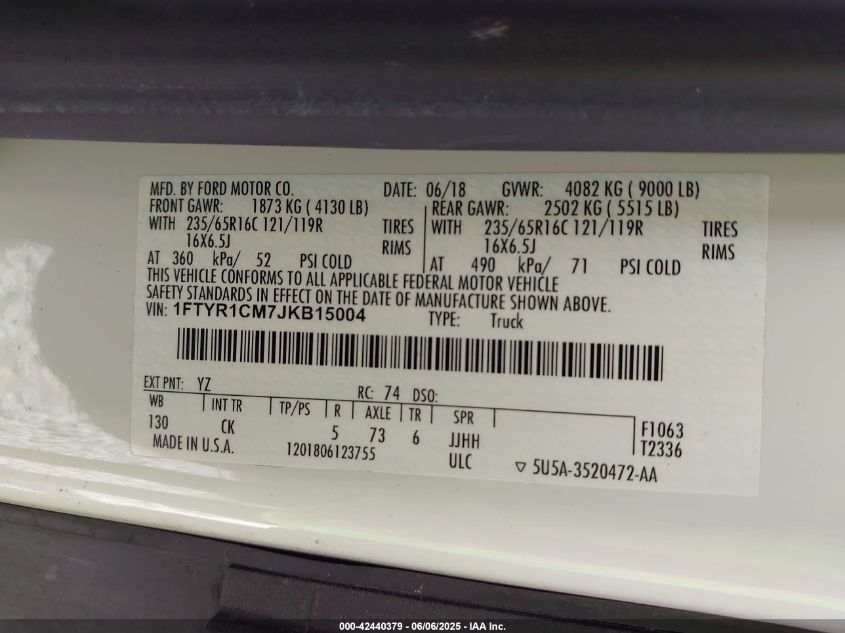 MFD. BY FORD MOTOR CO. DATE: 06/18 GVWR: 4082 KG ( 9000 LB)
FRONT GAWR: 1873 KG ( 4130 LB) REAR GAWR: 2502 KG ( 5515 LB)
WITH 235/65R16C 121/119R TIRES WITH 235/65R16C 121/119R TIRES
16X6.5J RIMS 16X6.5J RIMS
AT 360 kPa/ 52 PSI COLD AT 490 kPa/ 71 PSI COLD
THIS VEHICLE CONFORMS TO ALL APPLICABLE FEDERAL MOTOR VEHICLE
SAFETY STANDARDS IN EFFECT ON THE DATE OF MANUFACTURE SHOWN ABOVE.
VIN: 1FTYR1CM7JKB15004 TYPE: Truck
EXT PNT: YZ RC: 74 DSO:
WB INT TR TP/PS R AXLE TR SPR
130 CK 5 73 6 JJHH F1063
MADE IN U.S.A. 1201806123755 ULC T2336
▽ 5U5A-3520472-AA
000-42440379 - 06/06/2025 - IAA Inc.